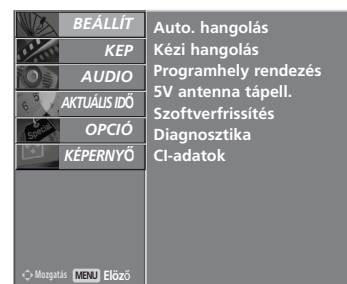 BEÁLLÍT
KEP
AUDIO
AKTUÁLIS IDŐ
OPCIÓ
KÉPERNYŐ
Auto. hangolás
Kézi hangolás
Programhely rendezés
5V antenna tápell.
Szoftverfrissítés
Diagnosztika
CI-adatok
Mozgatás MENU Elöző